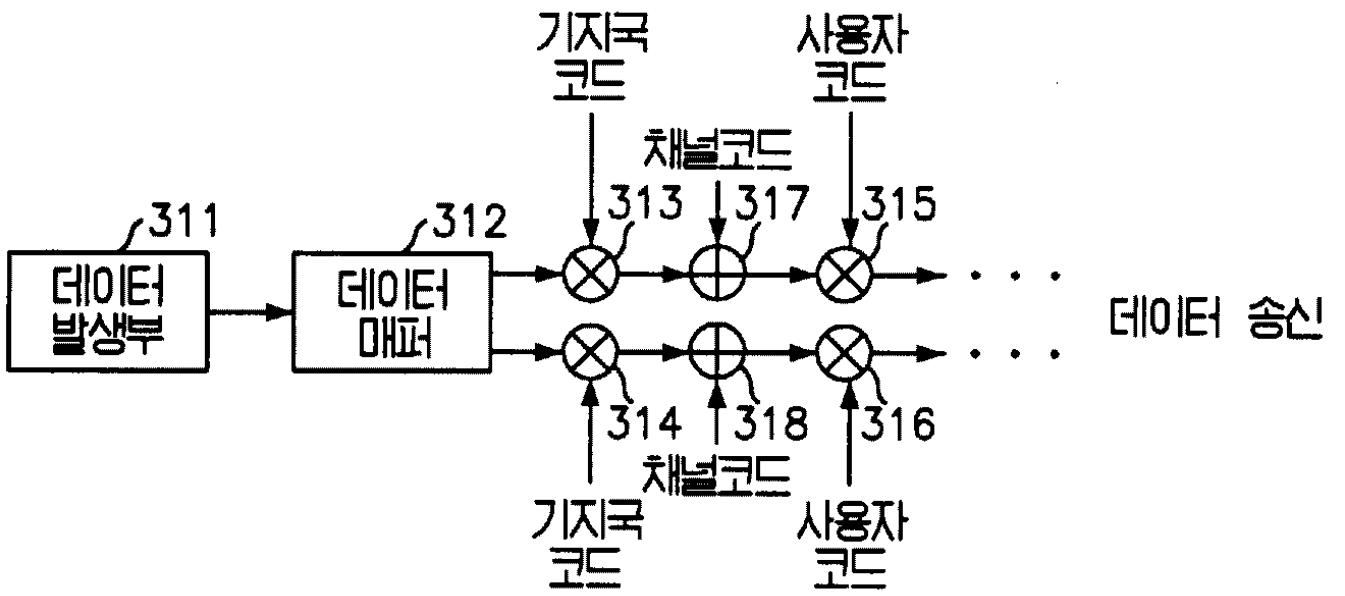 기지국
코드
사용자
코드
채널코드
313
317
315
311
312
데이터
발생부
데이터
매퍼
데이터 송신
314
318
316
채널코드
기지국
코드
사용자
코드